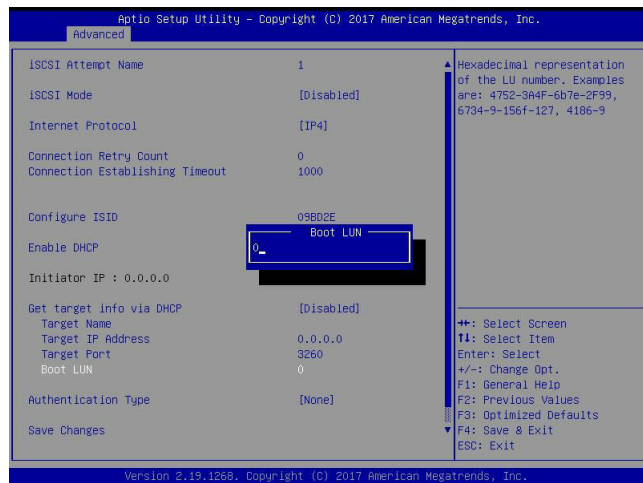 Aptio Setup Utility – Copyright (C) 2017 American Megatrends, Inc.
Advanced
iSCSI Attempt Name 1
iSCSI Mode [Disabled]
Internet Protocol [IP4]
Connection Retry Count 0
Connection Establishing Timeout 1000
Configure ISID 09BD2E
Enable DHCP
Initiator IP : 0.0.0.0
Get target info via DHCP [Disabled]
Target Name
Target IP Address 0.0.0.0
Target Port 3260
Boot LUN 0
Authentication Type [None]
Save Changes
Boot LUN
0_
Hexadecimal representation
of the LU number. Examples
are: 4752-3A4F-6b7e-2F99,
6734-9-156f-127, 4186-9
→←: Select Screen
↑↓: Select Item
Enter: Select
+/-: Change Opt.
F1: General Help
F2: Previous Values
F3: Optimized Defaults
F4: Save & Exit
ESC: Exit
Version 2.19.1268. Copyright (C) 2017 American Megatrends, Inc.